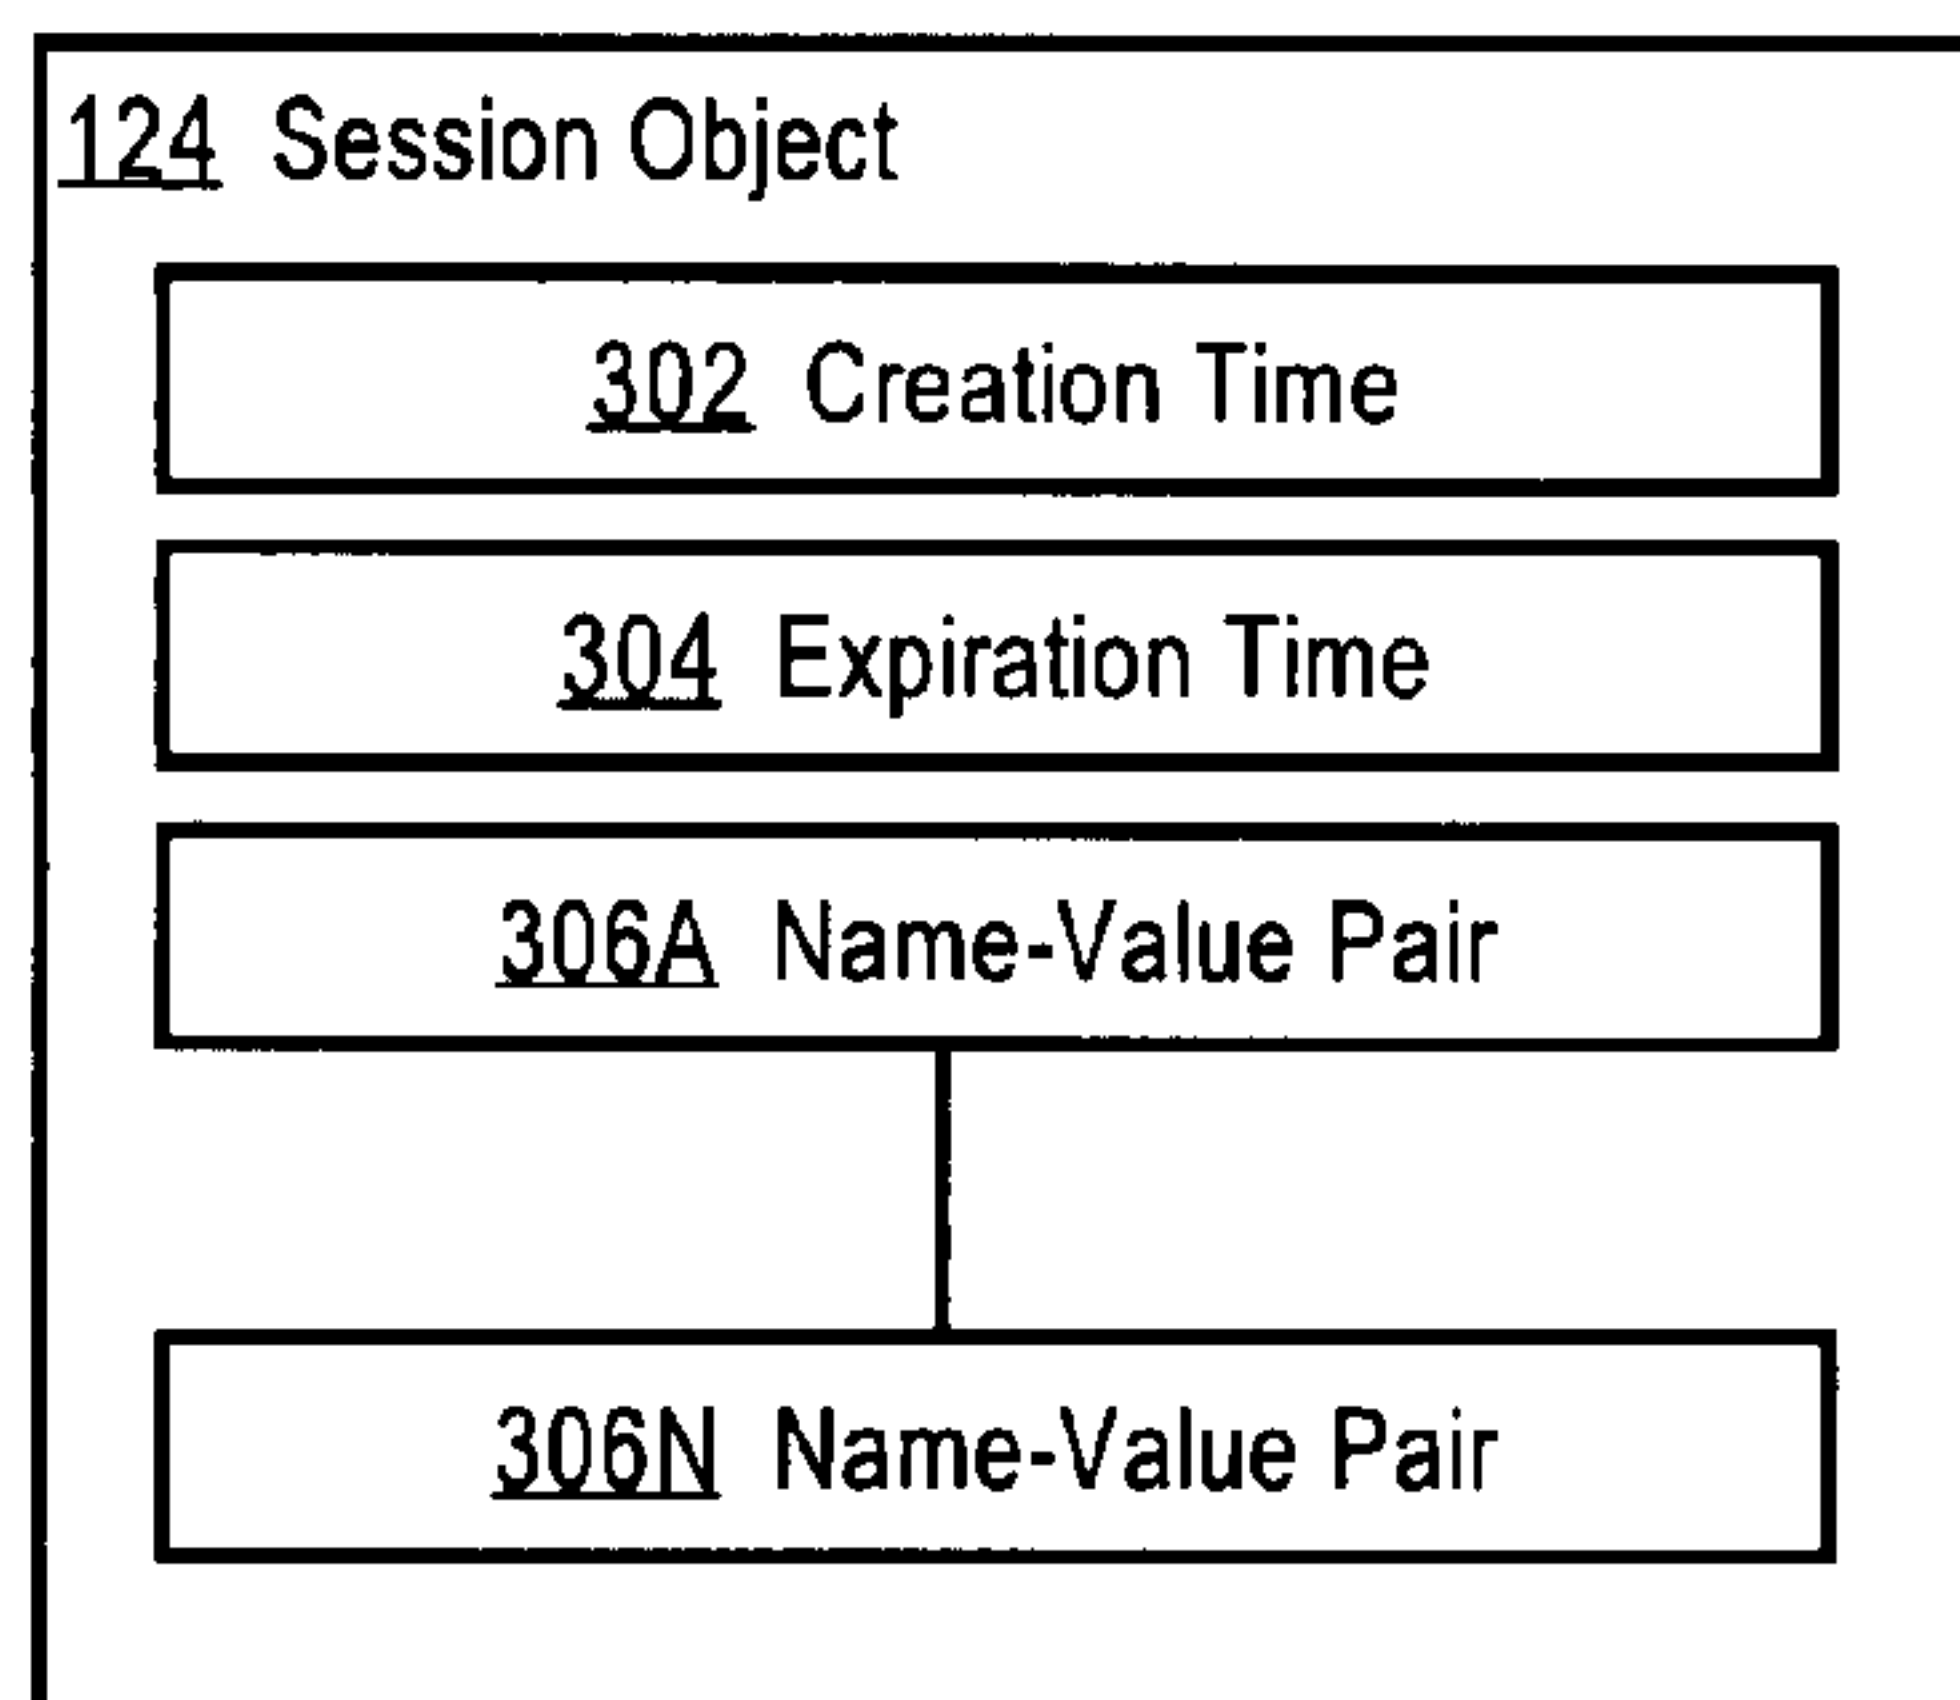 124 Session Object
302 Creation Time
304 Expiration Time
306A Name-Value Pair
306N Name-Value Pair